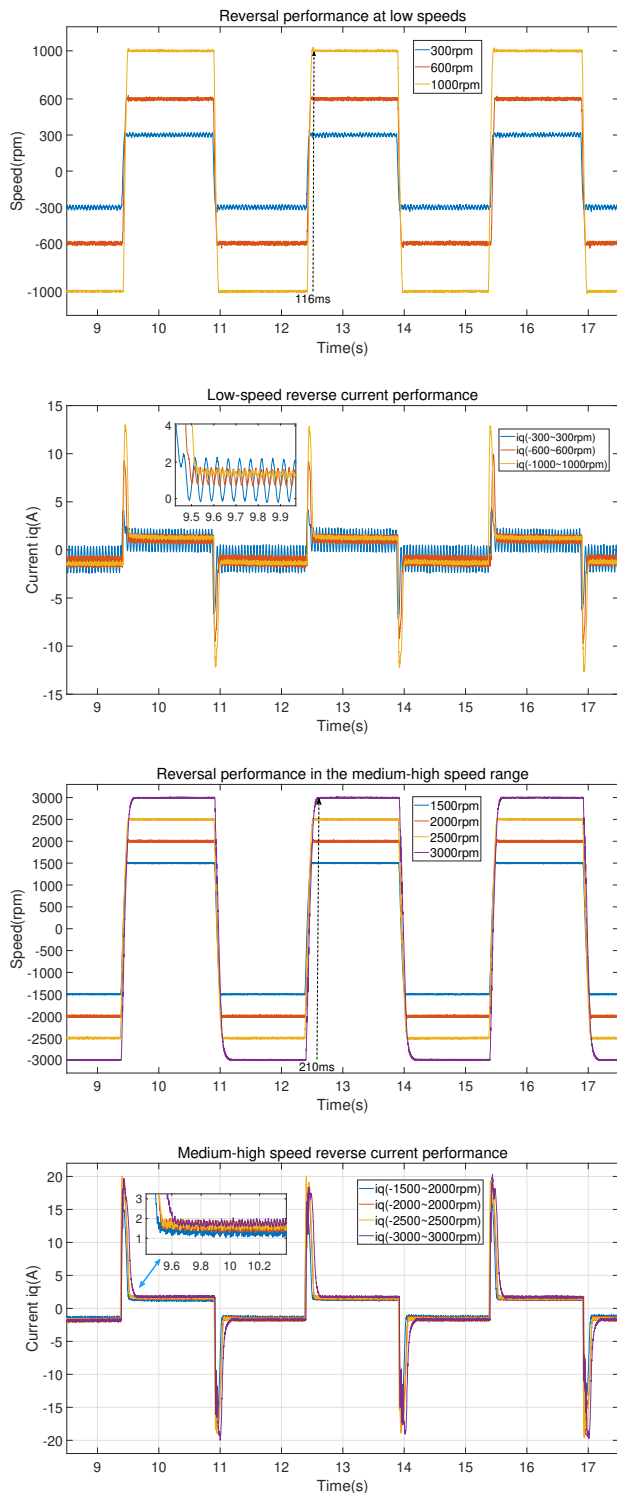 Reversal performance at low speeds
300rpm
600rpm
1000rpm
1000
600
300
0
-300
-600
-1000
Speed(rpm)
116ms
9 10 11 12 13 14 15 16 17
Time(s)
Low-speed reverse current performance
4
2
0
9.5 9.6 9.7 9.8 9.9
iq(-300~300rpm)
iq(-600~600rpm)
iq(-1000~1000rpm)
15
10
5
0
-5
-10
-15
Current iq(A)
9 10 11 12 13 14 15 16 17
Time(s)
Reversal performance in the medium-high speed range
1500rpm
2000rpm
2500rpm
3000rpm
3000
2500
2000
1500
1000
500
0
-500
-1000
-1500
-2000
-2500
-3000
Speed(rpm)
210ms
9 10 11 12 13 14 15 16 17
Time(s)
Medium-high speed reverse current performance
3
2
1
9.6 9.8 10 10.2
iq(-1500~2000rpm)
iq(-2000~2000rpm)
iq(-2500~2500rpm)
iq(-3000~3000rpm)
20
15
10
5
0
-5
-10
-15
-20
Current iq(A)
9 10 11 12 13 14 15 16 17
Time(s)